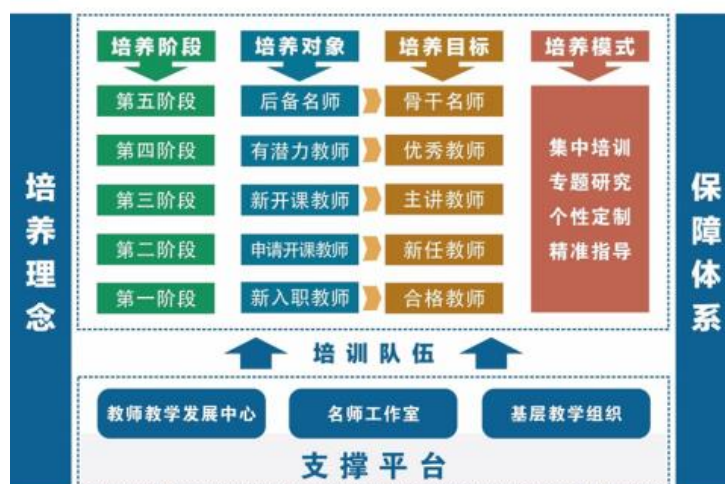 培养理念
培养阶段 培养对象 培养目标 培养模式
第五阶段 后备名师 骨干名师
第四阶段 有潜力教师 优秀教师
第三阶段 新开课教师 主讲教师
第二阶段 申请开课教师 新任教师
第一阶段 新入职教师 合格教师
集中培训
专题研究
个性定制
精准指导
保障体系
培训队伍
教师教学发展中心 名师工作室 基层教学组织
支撑平台